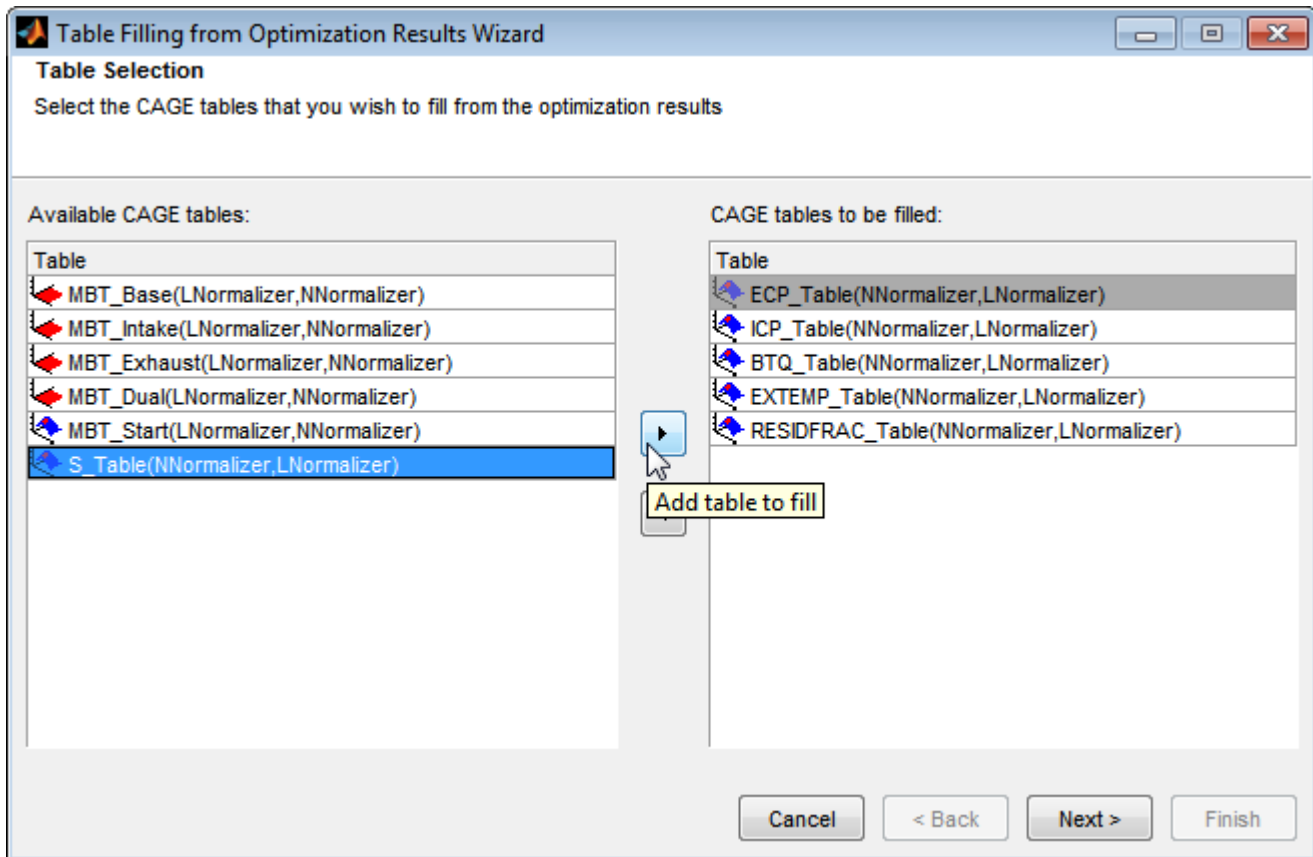 Table Filling from Optimization Results Wizard
Table Selection
Select the CAGE tables that you wish to fill from the optimization results
Available CAGE tables:
Table
MBT_Base(LNormalizer,NNormalizer)
MBT_Intake(LNormalizer,NNormalizer)
MBT_Exhaust(LNormalizer,NNormalizer)
MBT_Dual(LNormalizer,NNormalizer)
MBT_Start(LNormalizer,NNormalizer)
S_Table(NNormalizer,LNormalizer)
Add table to fill
CAGE tables to be filled:
Table
ECP_Table(NNormalizer,LNormalizer)
ICP_Table(NNormalizer,LNormalizer)
BTQ_Table(NNormalizer,LNormalizer)
EXTEMP_Table(NNormalizer,LNormalizer)
RESIDFRAC_Table(NNormalizer,LNormalizer)
Cancel
< Back
Next >
Finish